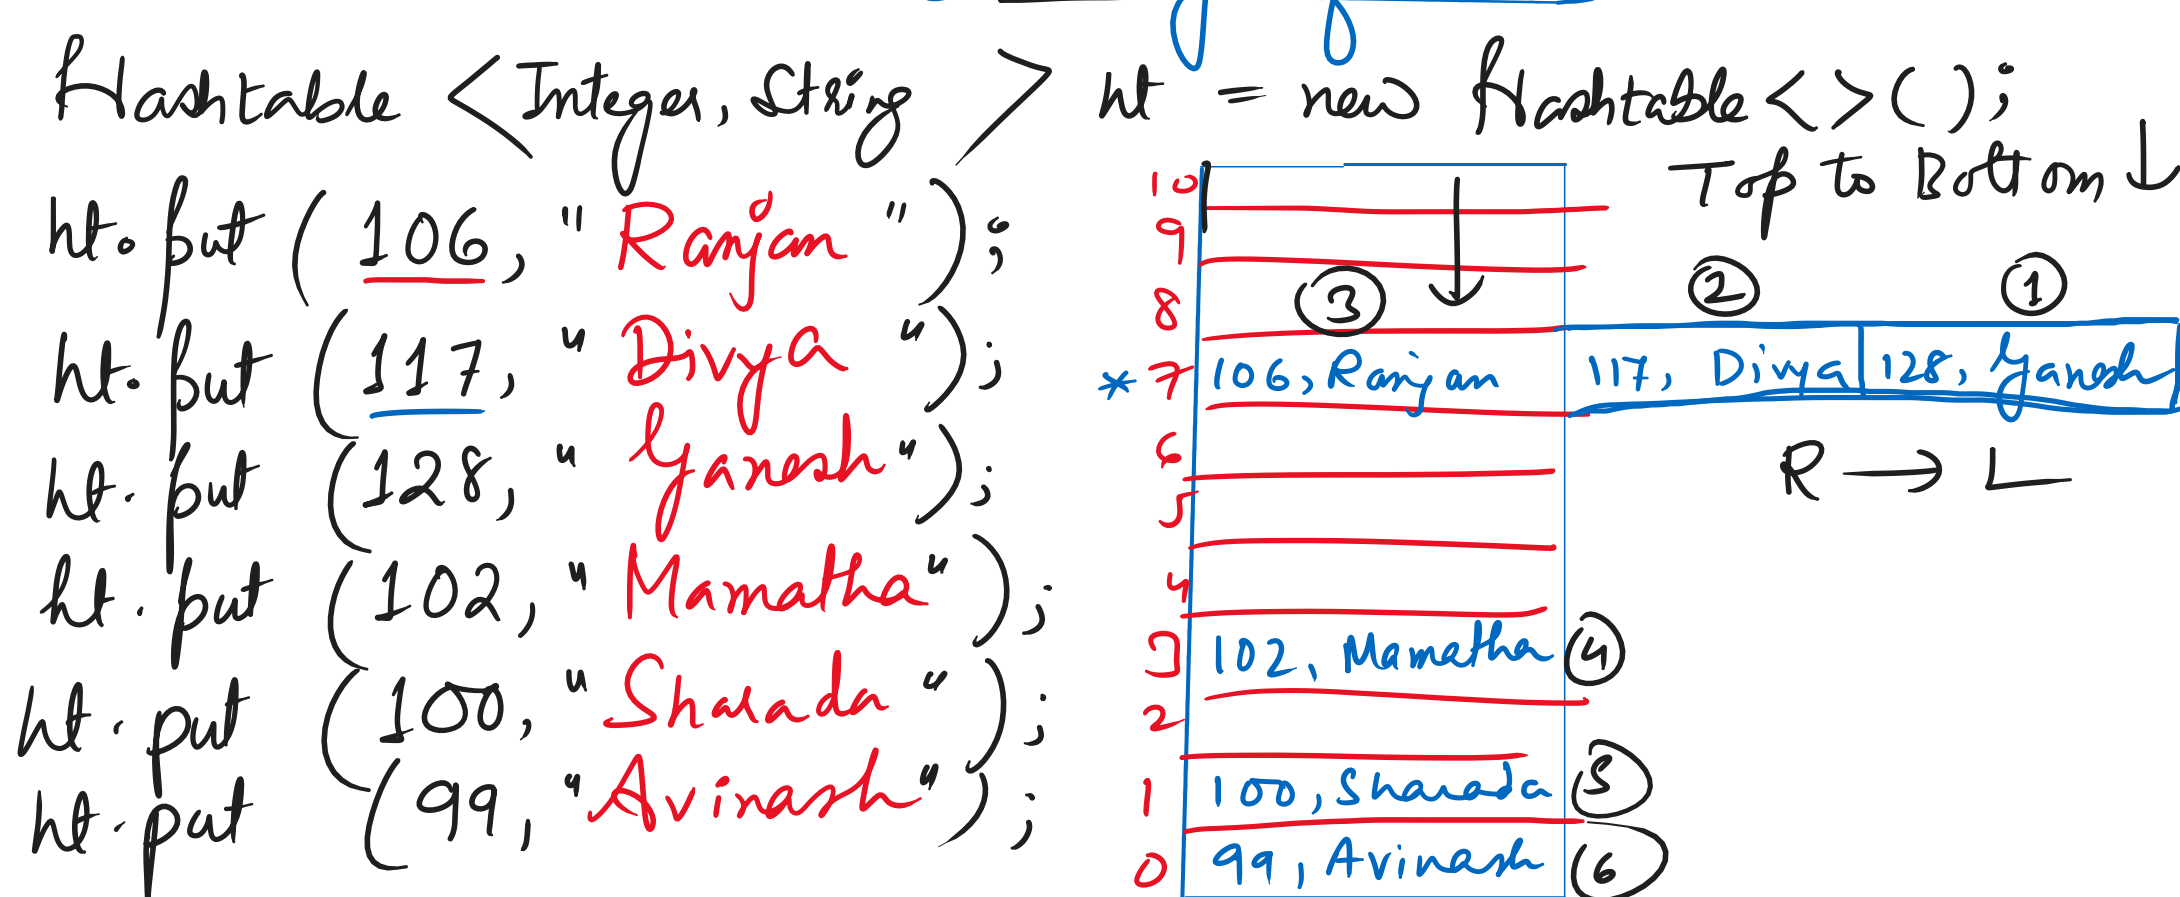 Hashtable <Integer, String> ht = new Hashtable<>();
Top to Bottom ↓
ht.put (106, "Ranjan");
ht.put (117, "Divya");
ht.put (128, "Ganesh");
ht.put (102, "Mamatha");
ht.put (100, "Sharada");
ht.put (99, "Avinash");
10
9
8 ③ ② ①
* 7 106, Ranjan 117, Divya 128, Ganesh
R → L
6
5
4
3 102, Mamatha ④
2
1 100, Sharada ⑤
0 99, Avinash ⑥